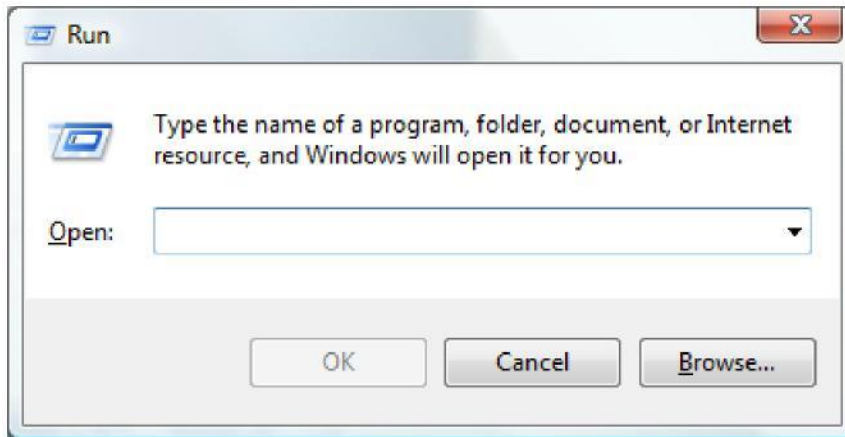 Run
Type the name of a program, folder, document, or Internet
resource, and Windows will open it for you.
Open:
OK Cancel Browse...